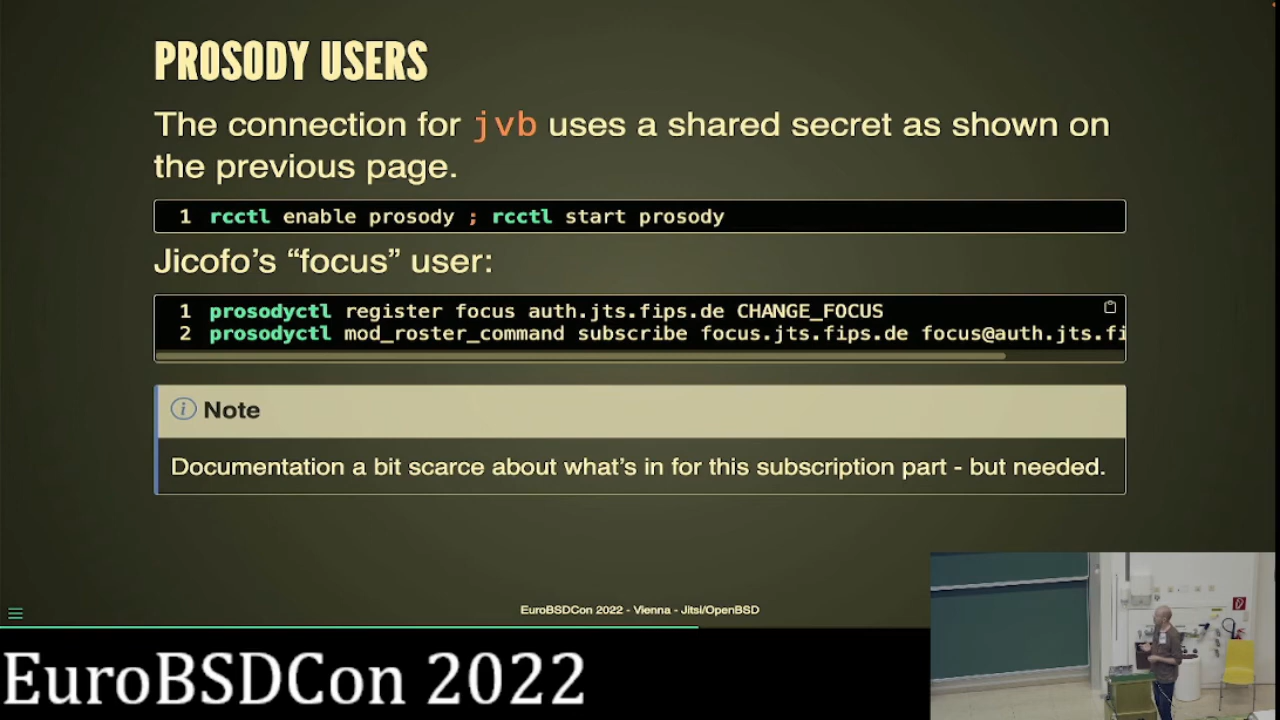 PROSODY USERS
The connection for jvb uses a shared secret as shown on
the previous page.
1 rcctl enable prosody ; rcctl start prosody
Jicofo’s “focus” user:
1 prosodyctl register focus auth.jts.fips.de CHANGE_FOCUS
2 prosodyctl mod_roster_command subscribe focus.jts.fips.de focus@auth.jts.fi
Note
Documentation a bit scarce about what’s in for this subscription part - but needed.
EuroBSDCon 2022 - Vienna - Jitsi/OpenBSD
EuroBSDCon 2022